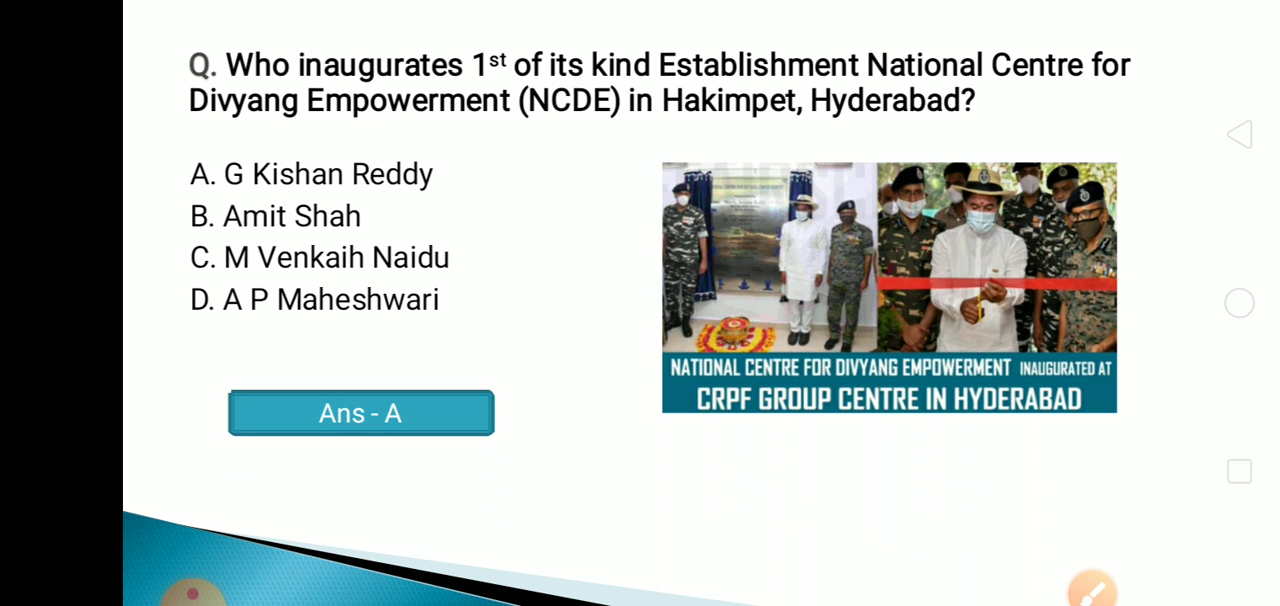 Q. Who inaugurates 1st of its kind Establishment National Centre for
Divyang Empowerment (NCDE) in Hakimpet, Hyderabad?
A. G Kishan Reddy
B. Amit Shah
C. M Venkaih Naidu
D. A P Maheshwari
Ans - A
NATIONAL CENTRE FOR DIVYANG EMPOWERMENT INAUGURATED AT
CRPF GROUP CENTRE IN HYDERABAD